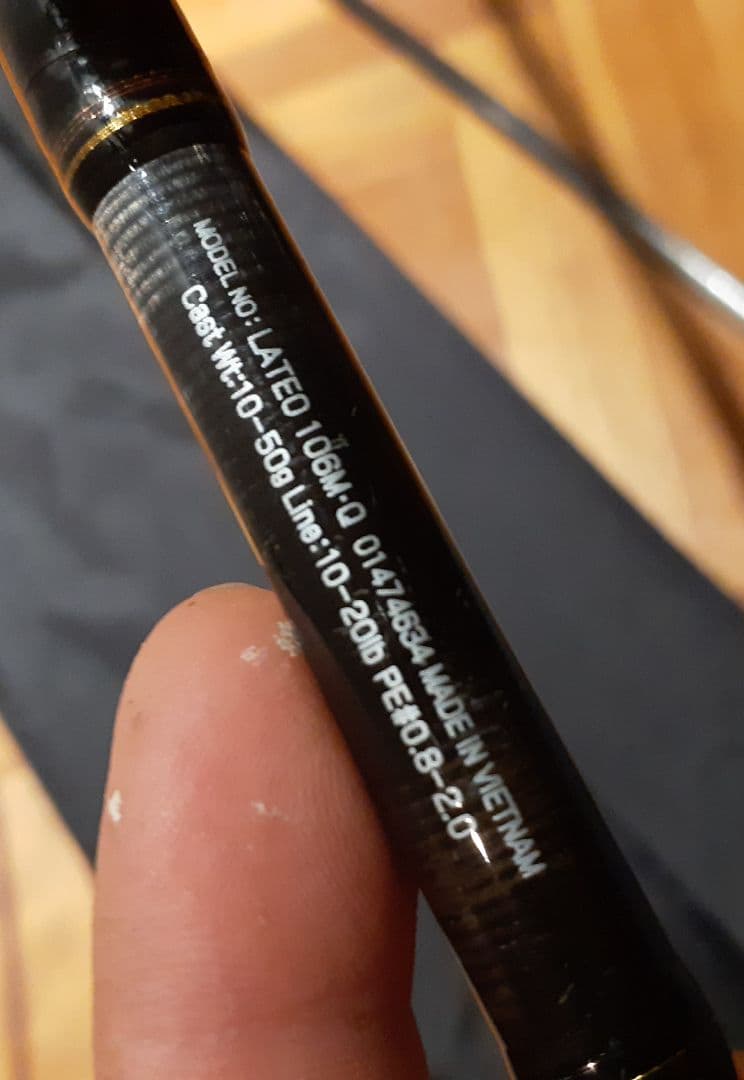 MODEL NO: LATEO 106M·Q 01474634 MADE IN VIETNAM
Cast Wt:10-50g Line:10-20lb PE#0.8-2.0